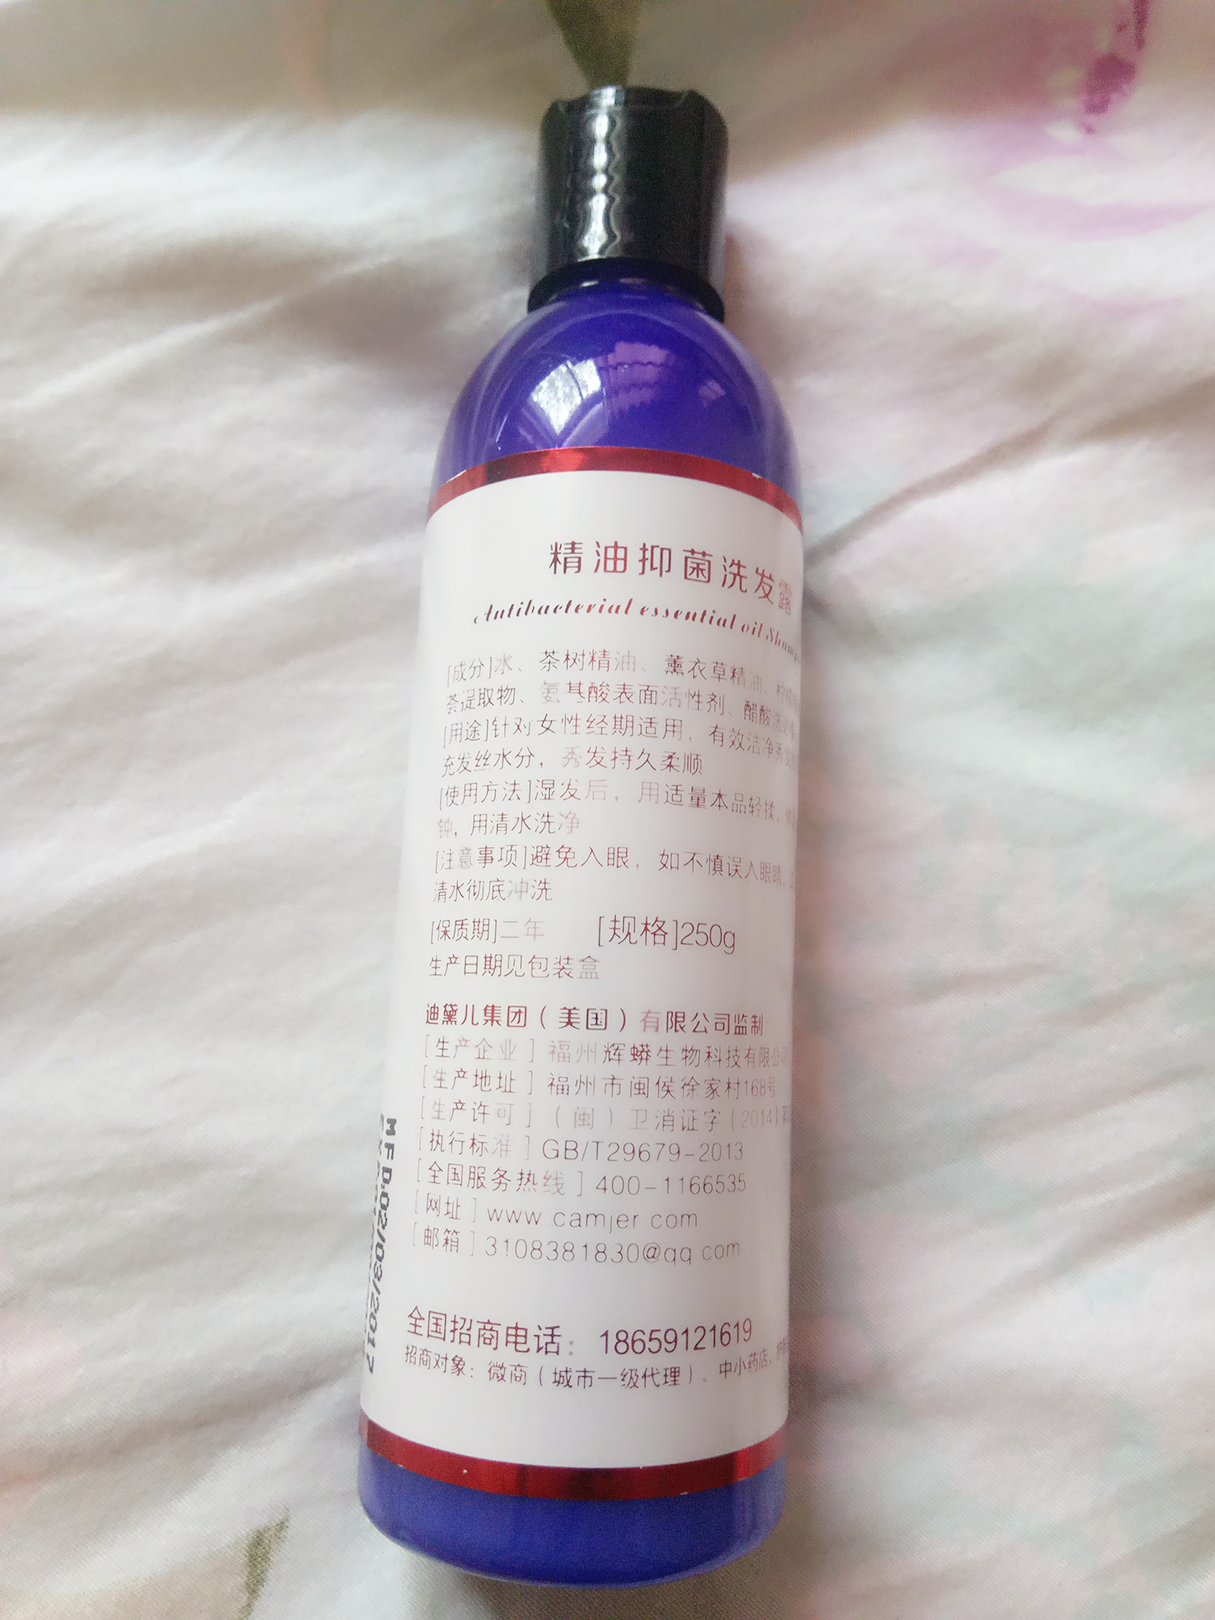 精油抑菌洗发露
Antibacterial essential oil
[成分]水、茶树精油、薰衣草精油、
荟提取物、氨基酸表面活性剂、醋酸
[用途]针对女性经期适用，有效洁净秀
充发丝水分，秀发持久柔顺
[使用方法]湿发后，用适量本品轻揉，
钟，用清水洗净
[注意事项]避免入眼，如不慎误入眼睛，
清水彻底冲洗
[保质期]二年 [规格]250g
生产日期见包装盒
迪黛儿集团（美国）有限公司监制
[生产企业] 福州辉蟒生物科技有限公
[生产地址] 福州市闽侯徐家村168号
[生产许可]（闽）卫消证字(2014)
[执行标准] GB/T29679-2013
[全国服务热线] 400-1166535
[网址] www camjer com
[邮箱] 3108381830@qq com
全国招商电话：18659121619
招商对象：微商（城市一级代理）、中小药店、
MFD:02/03/2017